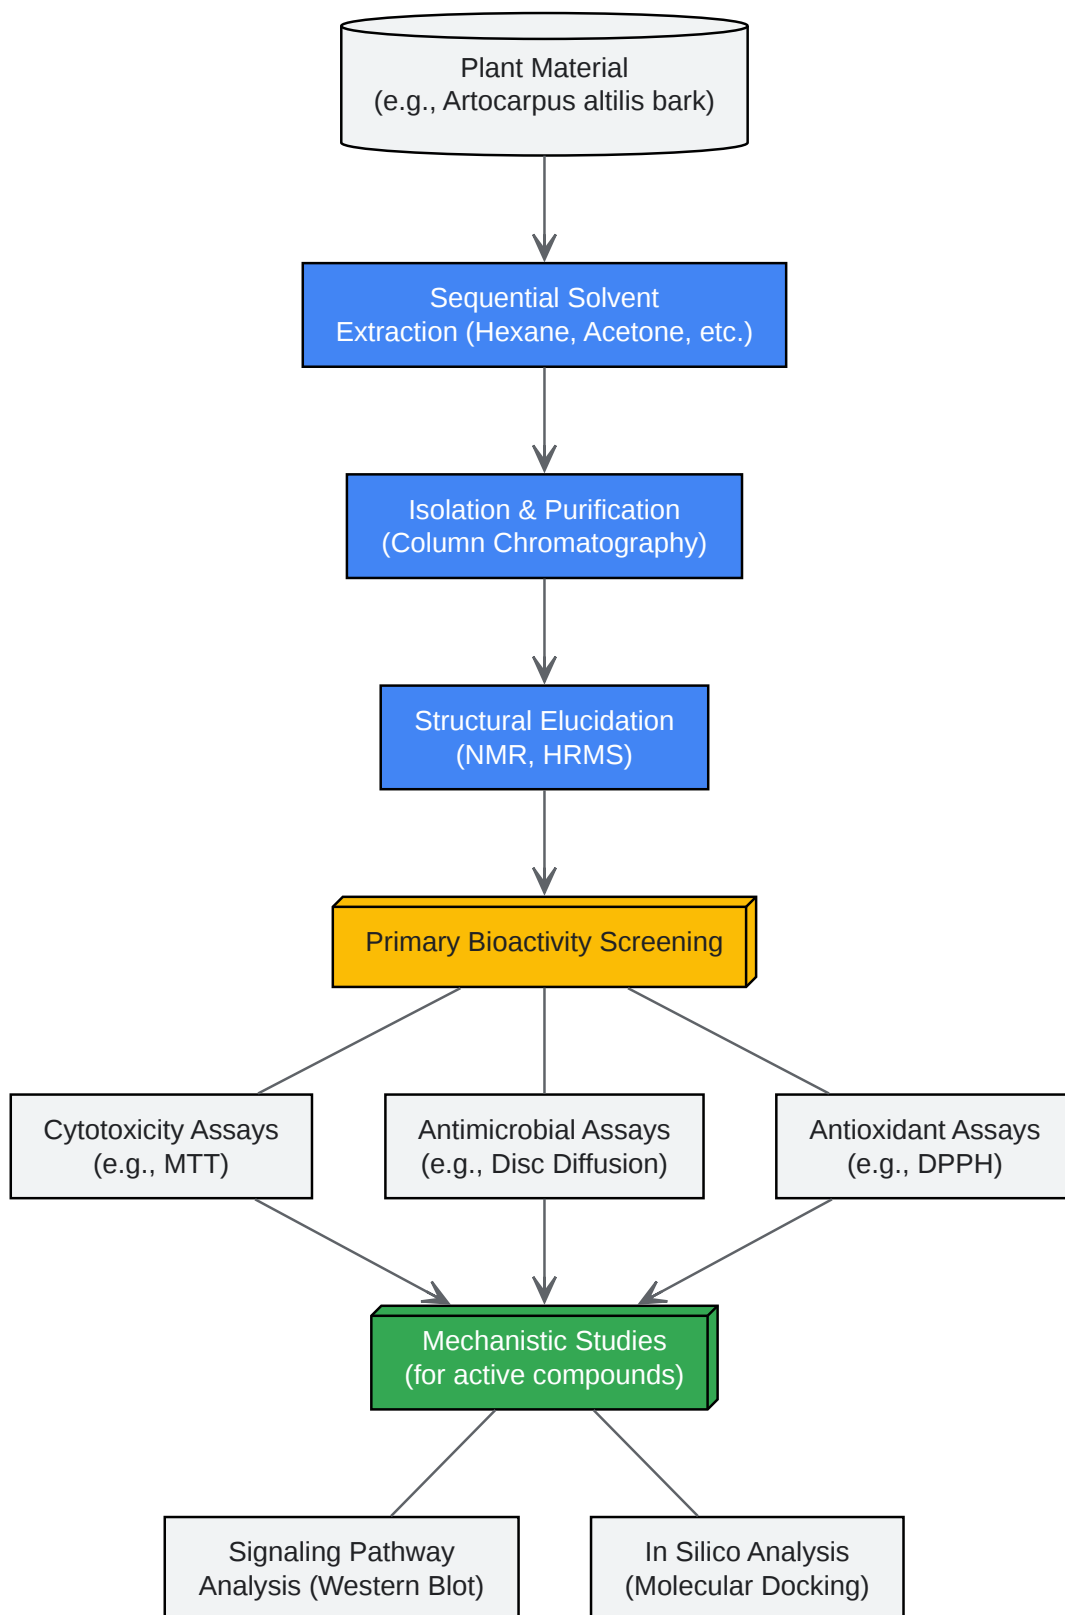 Plant Material
(e.g., Artocarpus altilis bark)
Sequential Solvent
Extraction (Hexane, Acetone, etc.)
Isolation & Purification
(Column Chromatography)
Structural Elucidation
(NMR, HRMS)
Primary Bioactivity Screening
Cytotoxicity Assays
(e.g., MTT)
Antimicrobial Assays
(e.g., Disc Diffusion)
Antioxidant Assays
(e.g., DPPH)
Mechanistic Studies
(for active compounds)
Signaling Pathway
Analysis (Western Blot)
In Silico Analysis
(Molecular Docking)